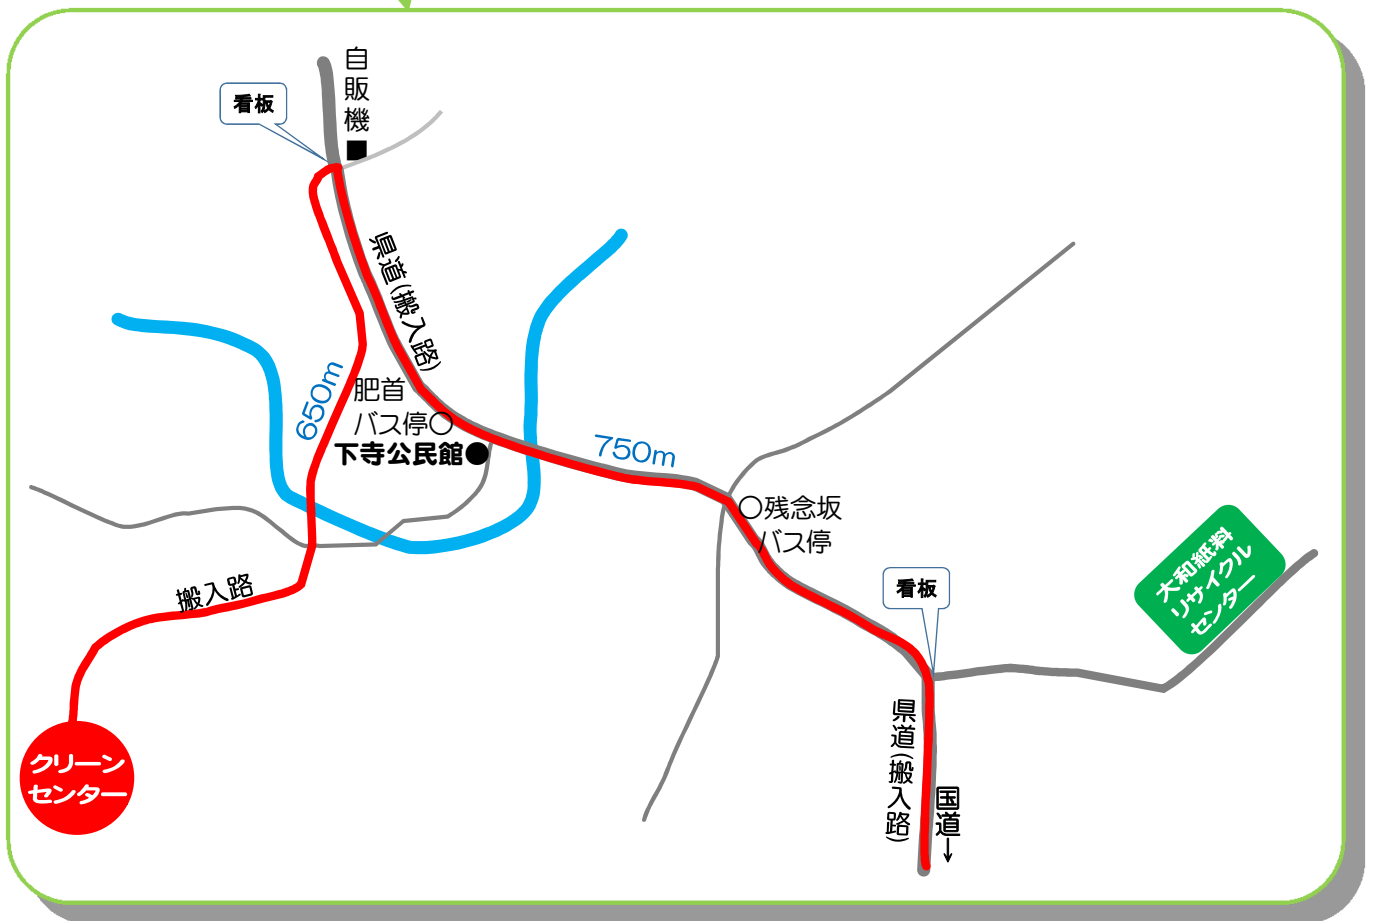 自販機
看板
県道(搬入路)
650m
肥首
バス停
下寺公民館
750m
残念坂
バス停
大和紙料
リサイクル
センター
看板
搬入路
県道(搬入路)
国道↓
クリーン
センター